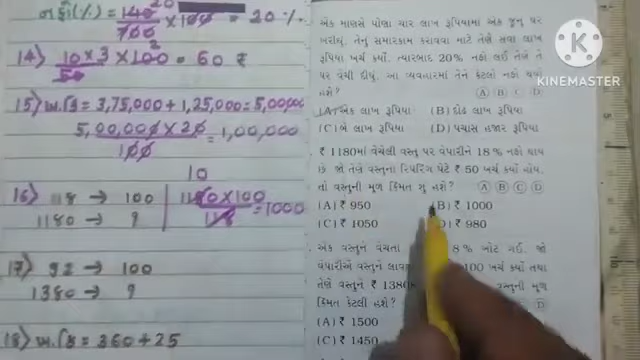 નફો(%) = 140/700 × 100 = 20 %
14) 10 × 3/50 × 100 = 60 ₹
15) ખ.કિં = 3,75,000 + 1,25,000 = 5,00,000
5,00,000 × 20/100 = 1,00,000
16) 118 → 100
1180 → ?
1180 × 100/118 = 1000
10
17) 92 → 100
1380 → ?
18) ખ.કિં = 360 + 25
એક માણસે પોણા ચાર લાખ રૂપિયામાં એક જૂનુ ઘર
ખરીદ્યુ. તેનું સમારકામ કરાવવા માટે તેણે સવા લાખ
રૂપિયા ખર્ચ કર્યો. ત્યારબાદ 20% નફો લઈ તેણે તે
ઘર વેચી દીધુ. આ વ્યવહારમાં તેને કેટલો નફો થયો
હશે? A B C D
(A) એક લાખ રૂપિયા (B) દોઢ લાખ રૂપિયા
(C) બે લાખ રૂપિયા (D) પચાસ હજાર રૂપિયા
₹ 1180માં વેચેલી વસ્તુ પર વેપારીને 18% નફો થાય
છે. જો તેણે વસ્તુના રિપેરિંગ પેટે ₹ 50 ખર્ચ કર્યો હોય,
તો વસ્તુની મૂળ કિંમત શું હશે? A B C D
(A) ₹ 950 (B) ₹ 1000
(C) ₹ 1050 (D) ₹ 980
એક વસ્તુને વેચતા 8% ખોટ ગઈ. જો
વેપારીએ વસ્તુને લાવવા 100 ખર્ચ કર્યો તથા
તેણે વસ્તુને ₹ 1380માં વસ્તુની મૂળ
કિંમત કેટલી હશે? D
(A) ₹ 1500
(C) ₹ 1450
KINEMASTER